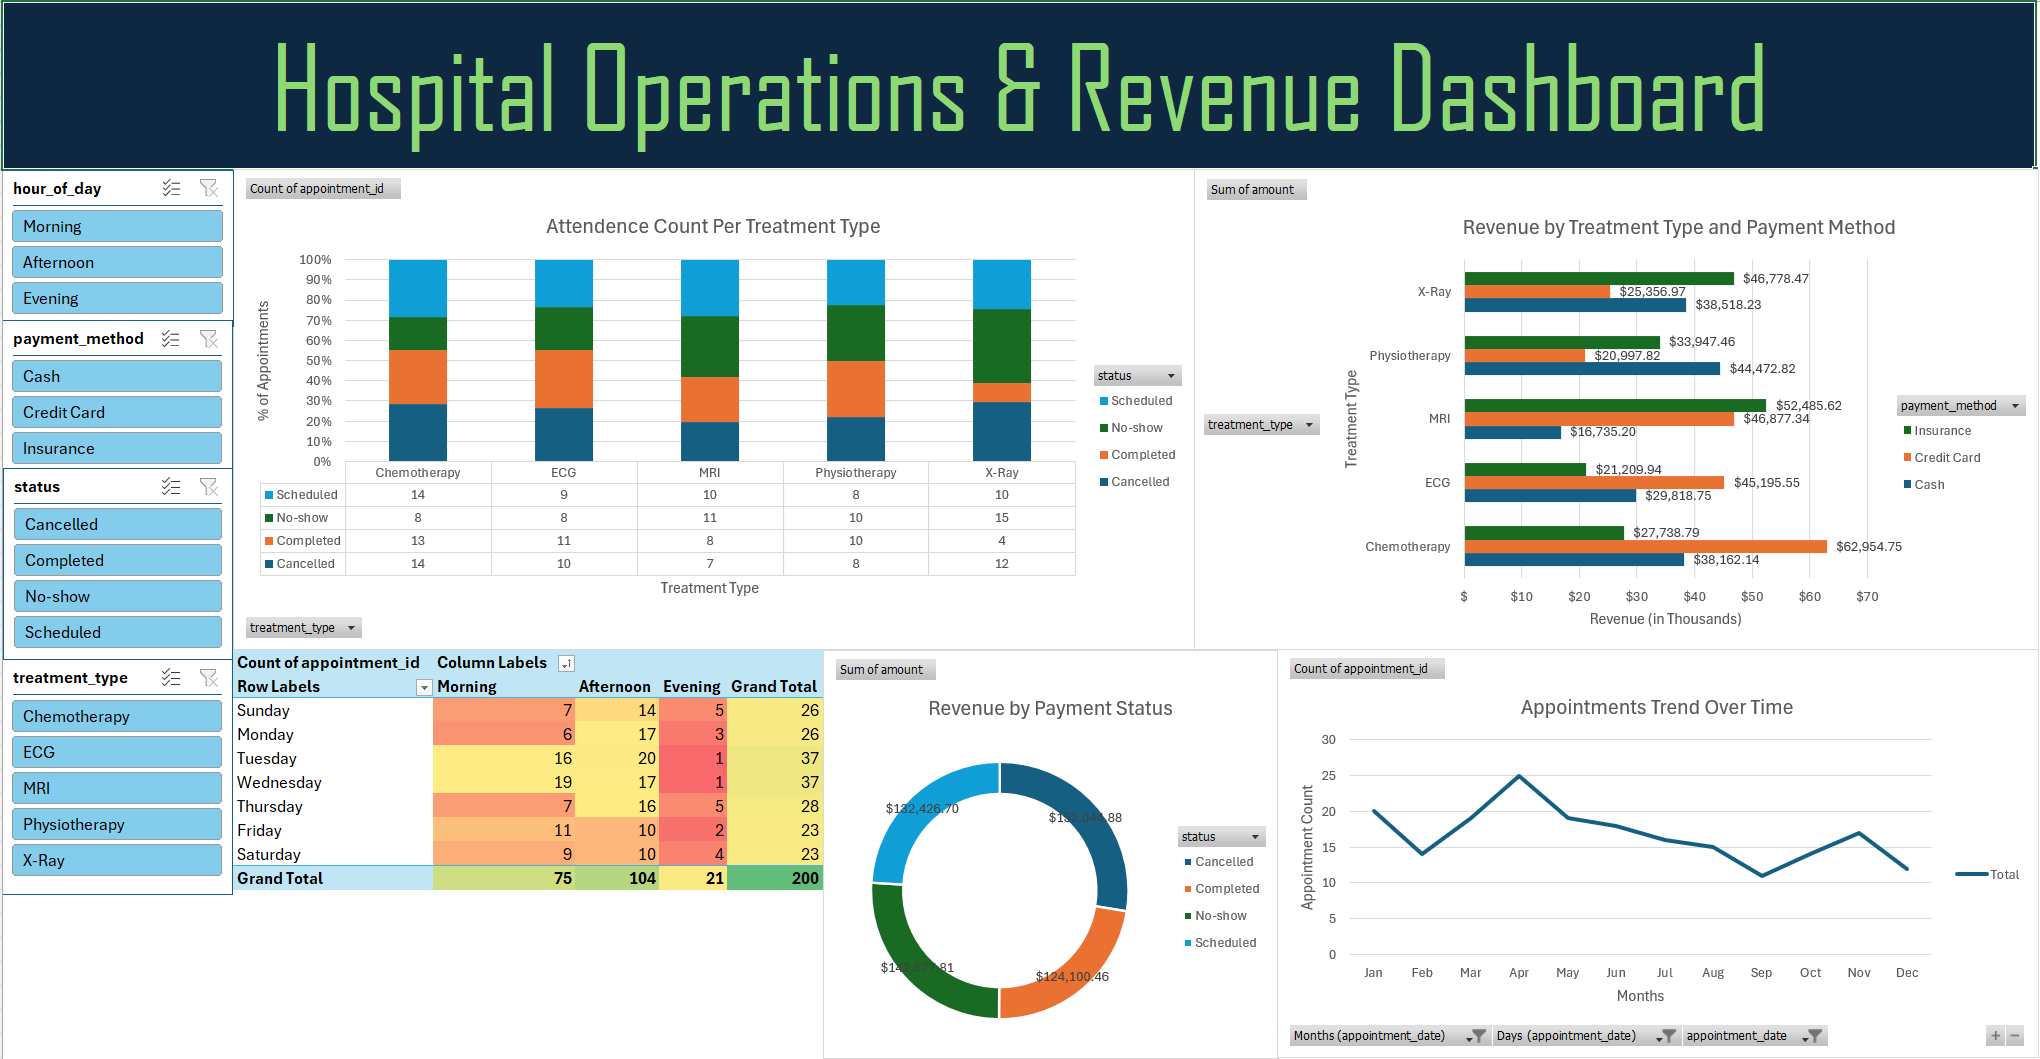 Hospital Operations & Revenue Dashboard
hour_of_day
Morning
Afternoon
Evening
payment_method
Cash
Credit Card
Insurance
status
Cancelled
Completed
No-show
Scheduled
treatment_type
Chemotherapy
ECG
MRI
Physiotherapy
X-Ray
Count of appointment_id
Attendence Count Per Treatment Type
% of Appointments
100%
90%
80%
70%
60%
50%
40%
30%
20%
10%
0%
Chemotherapy ECG MRI Physiotherapy X-Ray
Scheduled 14 9 10 8 10
No-show 8 8 11 10 15
Completed 13 11 8 10 4
Cancelled 14 10 7 8 12
Treatment Type
treatment_type
status
Scheduled
No-show
Completed
Cancelled
Sum of amount
Revenue by Treatment Type and Payment Method
treatment_type
Treatment Type
X-Ray
$46,778.47
$25,356.97
$38,518.23
Physiotherapy
$33,947.46
$20,997.82
$44,472.82
MRI
$52,485.62
$46,877.34
$16,735.20
ECG
$21,209.94
$45,195.55
$29,818.75
Chemotherapy
$27,738.79
$62,954.75
$38,162.14
$ $10 $20 $30 $40 $50 $60 $70
Revenue (in Thousands)
payment_method
Insurance
Credit Card
Cash
Count of appointment_id Column Labels
Row Labels Morning Afternoon Evening Grand Total
Sunday 7 14 5 26
Monday 6 17 3 26
Tuesday 16 20 1 37
Wednesday 19 17 1 37
Thursday 7 16 5 28
Friday 11 10 2 23
Saturday 9 10 4 23
Grand Total 75 104 21 200
Sum of amount
Revenue by Payment Status
$132,426.70
$124,100.46
status
Cancelled
Completed
No-show
Scheduled
Count of appointment_id
Appointments Trend Over Time
Appointment Count
30
25
20
15
10
5
0
Jan Feb Mar Apr May Jun Jul Aug Sep Oct Nov Dec
Months
Total
Months (appointment_date) Days (appointment_date) appointment_date